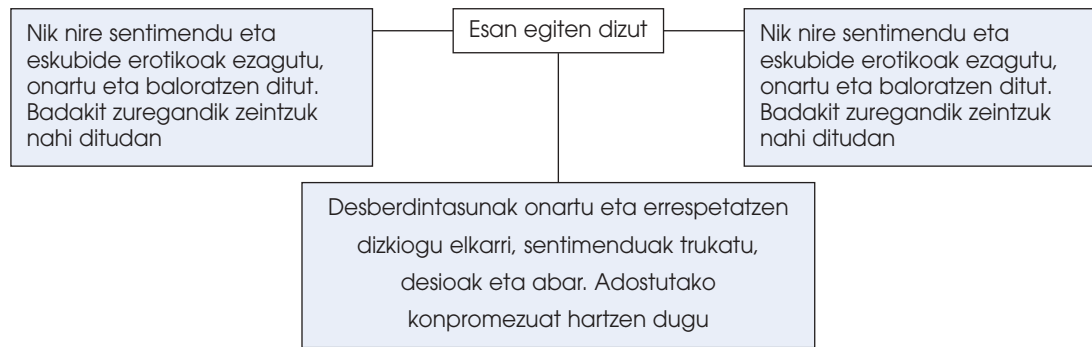 Nik nire sentimendu eta
eskubide erotikoak ezagutu,
onartu eta baloratzen ditut.
Badakit zuregandik zeintzuk
nahi ditudan
Esan egiten dizut
Nik nire sentimendu eta
eskubide erotikoak ezagutu,
onartu eta baloratzen ditut.
Badakit zuregandik zeintzuk
nahi ditudan
Desberdintasunak onartu eta errespetatzen
dizkiogu elkarri, sentimenduak trukatu,
desioak eta abar. Adostutako
konpromezuat hartzen dugu